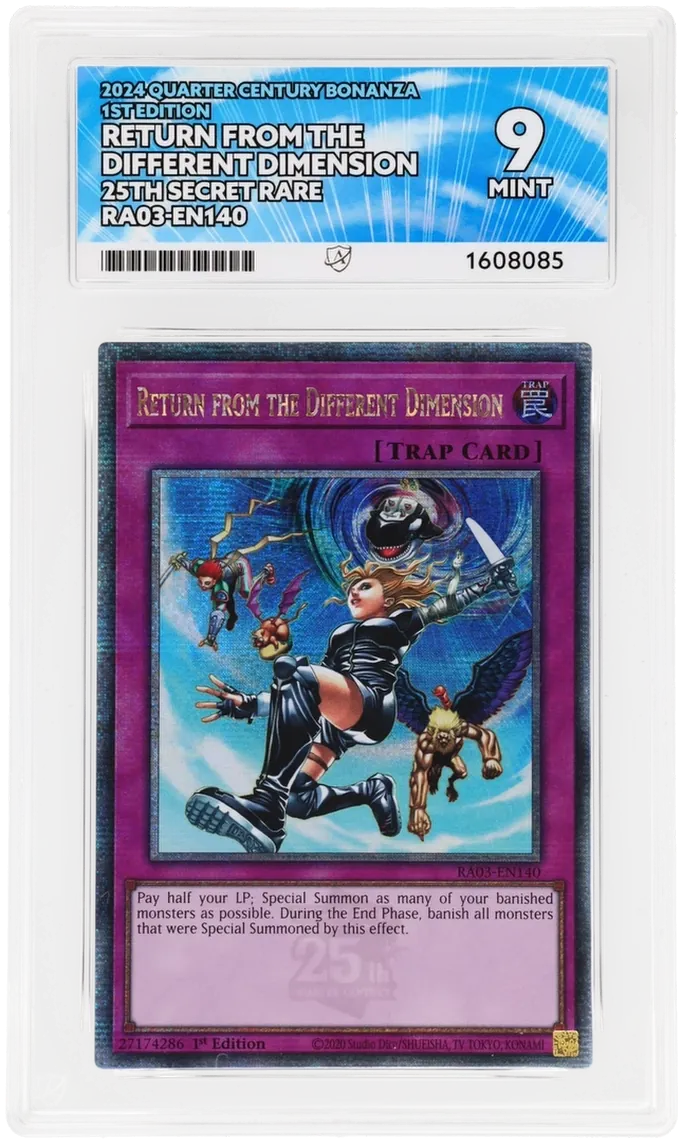 2024 QUARTER CENTURY BONANZA
1ST EDITION
RETURN FROM THE
DIFFERENT DIMENSION
25TH SECRET RARE
RA03-EN140
9
MINT
1608085
RETURN FROM THE DIFFERENT DIMENSION
TRAP
罠
[TRAP CARD]
RA03-EN140
Pay half your LP; Special Summon as many of your banished
monsters as possible. During the End Phase, banish all monsters
that were Special Summoned by this effect.
25th
27174286 1st Edition
©2020 Studio Dice/SHUEISHA, TV TOKYO, KONAMI